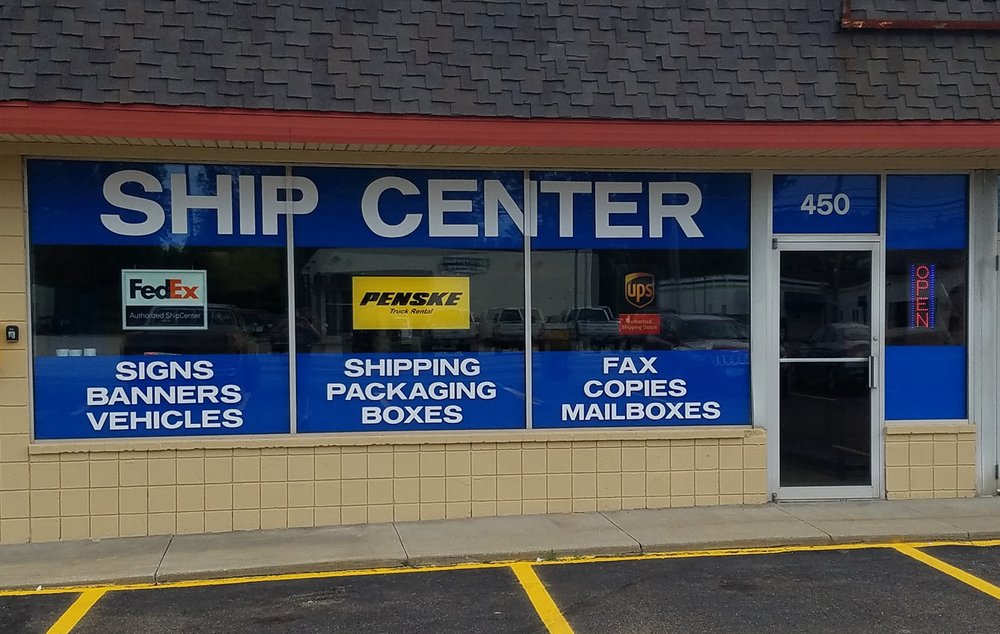 SHIP CENTER
450
FedEx
Authorized ShipCenter
PENSKE
Truck Rental
ups
Authorized
Shipping Outlet
OPEN
SIGNS
BANNERS
VEHICLES
SHIPPING
PACKAGING
BOXES
FAX
COPIES
MAILBOXES